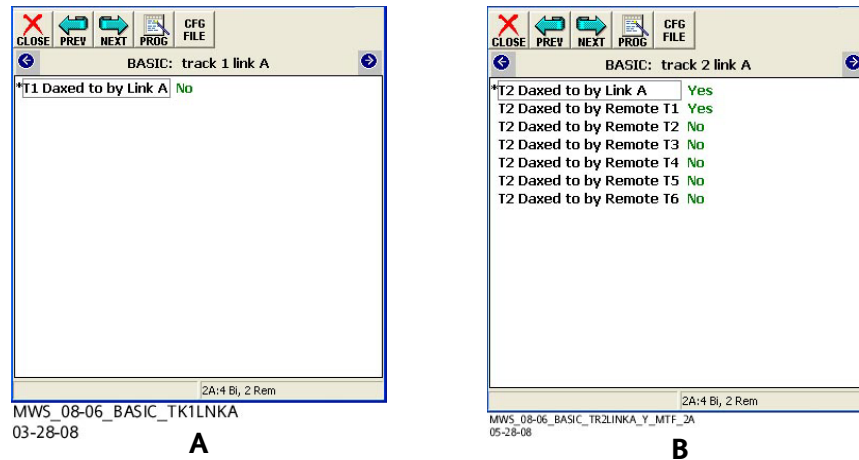 CLOSE PREV NEXT PROG CFG FILE
BASIC: track 1 link A
*T1 Daxed to by Link A No
2A:4 Bi, 2 Rem
MWS_08-06_BASIC_TK1LNKA
03-28-08
A
CLOSE PREV NEXT PROG CFG FILE
BASIC: track 2 link A
*T2 Daxed to by Link A Yes
T2 Daxed to by Remote T1 Yes
T2 Daxed to by Remote T2 No
T2 Daxed to by Remote T3 No
T2 Daxed to by Remote T4 No
T2 Daxed to by Remote T5 No
T2 Daxed to by Remote T6 No
2A:4 Bi, 2 Rem
MWS_08-06_BASIC_TR2LINKA_Y_MTF_2A
05-28-08
B